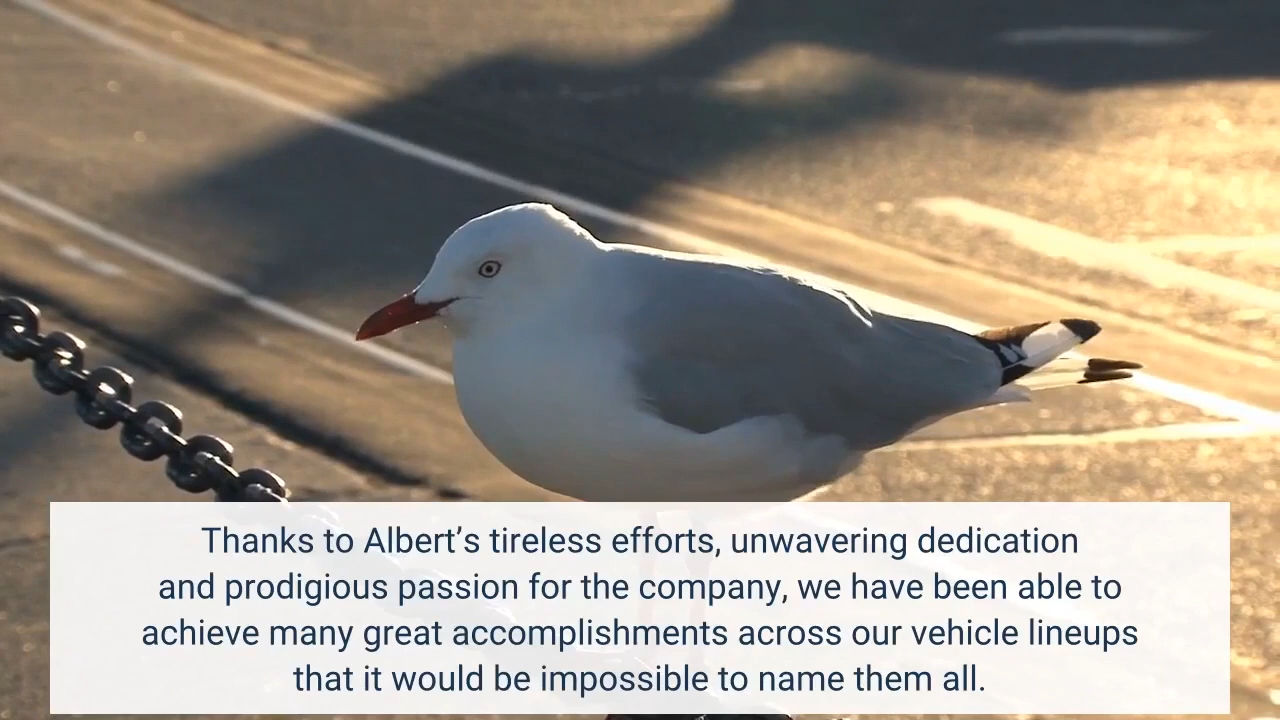 Thanks to Albert’s tireless efforts, unwavering dedication
and prodigious passion for the company, we have been able to
achieve many great accomplishments across our vehicle lineups
that it would be impossible to name them all.